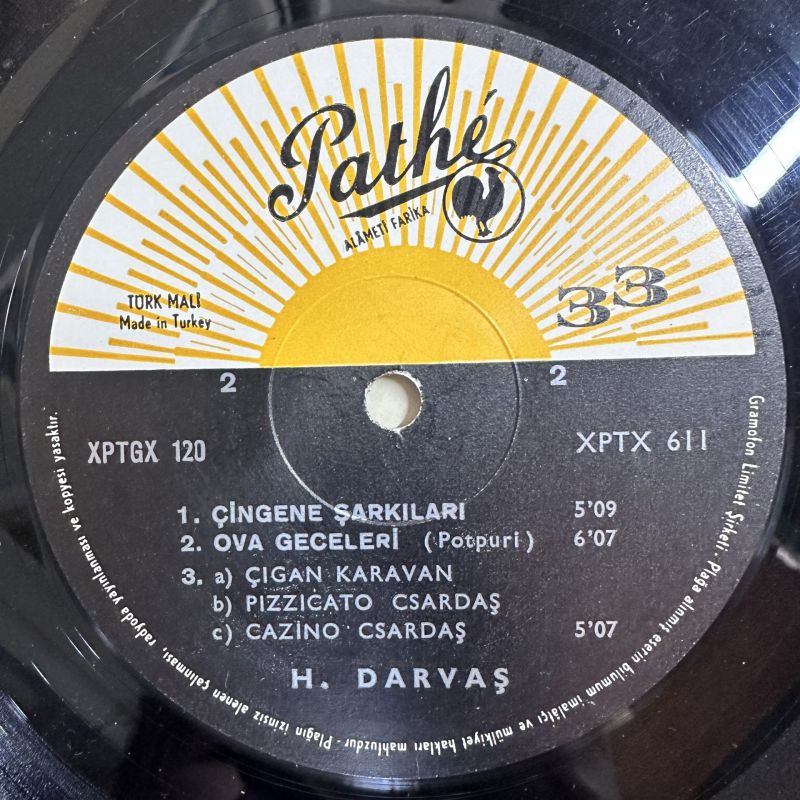 Pathé
ALÂMETİ FARİKA
TÜRK MALI
Made in Turkey
33
2
2
XPTGX 120
XPTX 611
1. ÇİNGENE ŞARKILARI 5'09
2. OVA GECELERİ (Potpuri) 6'07
3. a) ÇIGAN KARAVAN
b) PIZZICATO CSARDAŞ
c) CAZİNO CSARDAŞ 5'07
H. DARVAŞ
Gramofon Limitet Şirketi - Plağa alınmış eserin bilumum imalâtçı ve mülkiyet hakları mahfuzdur - Plağın izinsiz alenen çalınması, radyoda yayınlanması ve kopyesi yasaktır.